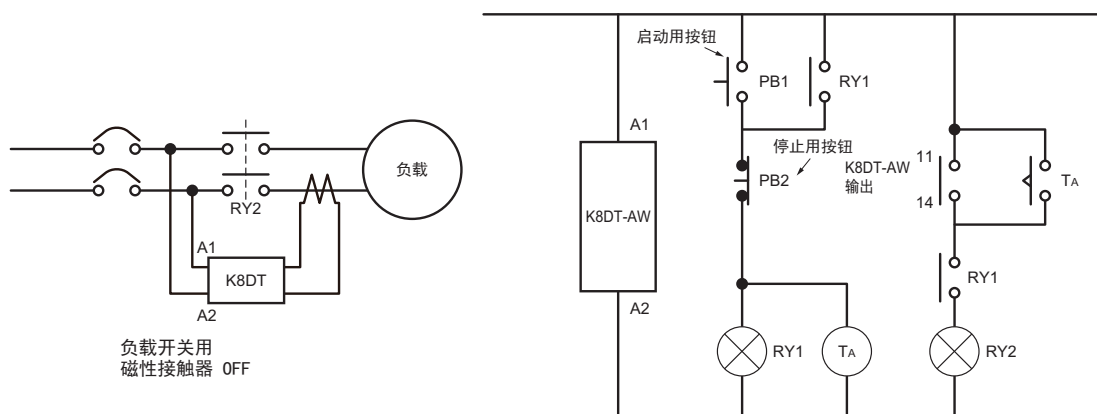 负载
RY2
A1
K8DT
A2
负载开关用
磁性接触器 OFF
启动用按钮
PB1
RY1
A1
停止用按钮
PB2
K8DT-AW
A2
RY1
TA
11
K8DT-AW
输出
14
TA
RY1
RY2